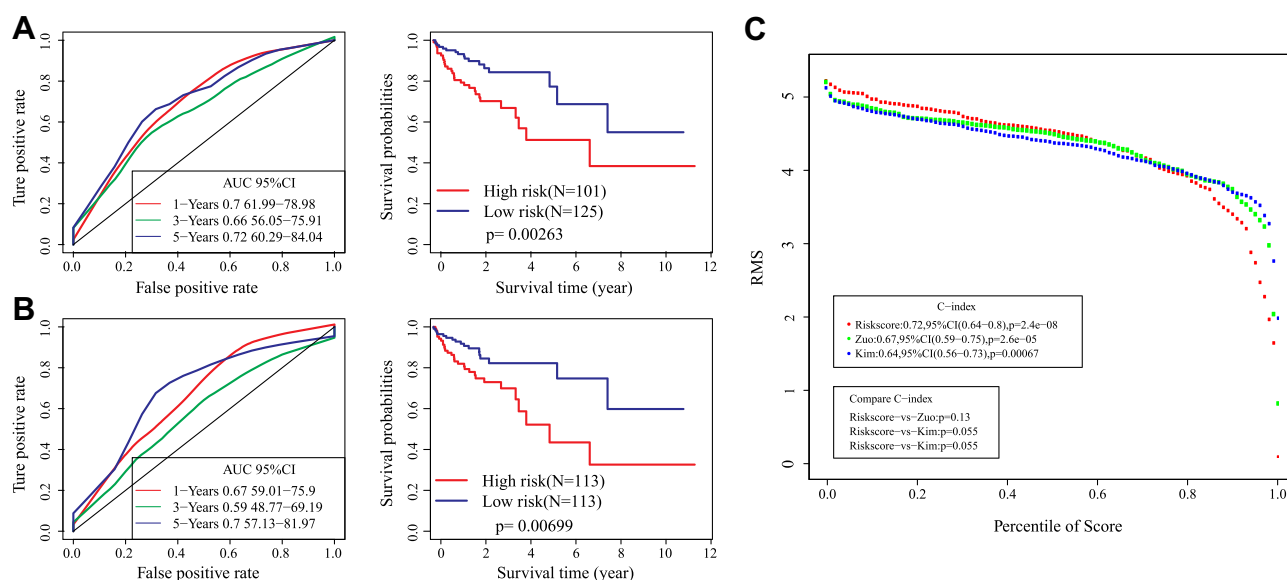 A
1.0
0.8
0.6
0.4
0.2
0.0
Ture positive rate
AUC 95%CI
1−Years 0.7 61.99−78.98
3−Years 0.66 56.05−75.91
5−Years 0.72 60.29−84.04
0.0 0.2 0.4 0.6 0.8 1.0
False positive rate
1.0
0.8
0.6
0.4
0.2
0.0
Survival probabilities
High risk(N=101)
Low risk(N=125)
p= 0.00263
0 2 4 6 8 10 12
Survival time (year)
B
1.0
0.8
0.6
0.4
0.2
0.0
Ture positive rate
AUC 95%CI
1−Years 0.67 59.01−75.9
3−Years 0.59 48.77−69.19
5−Years 0.7 57.13−81.97
0.0 0.2 0.4 0.6 0.8 1.0
False positive rate
1.0
0.8
0.6
0.4
0.2
0.0
Survival probabilities
High risk(N=113)
Low risk(N=113)
p= 0.00699
0 2 4 6 8 10 12
Survival time (year)
C
5
4
3
2
1
0
RMS
C−index
Riskscore:0.72,95%CI(0.64−0.8),p=2.4e−08
Zuo:0.67,95%CI(0.59−0.75),p=2.6e−05
Kim:0.64,95%CI(0.56−0.73),p=0.00067
Compare C−index
Riskscore−vs−Zuo:p=0.13
Riskscore−vs−Kim:p=0.055
Riskscore−vs−Kim:p=0.055
0.0 0.2 0.4 0.6 0.8 1.0
Percentile of Score